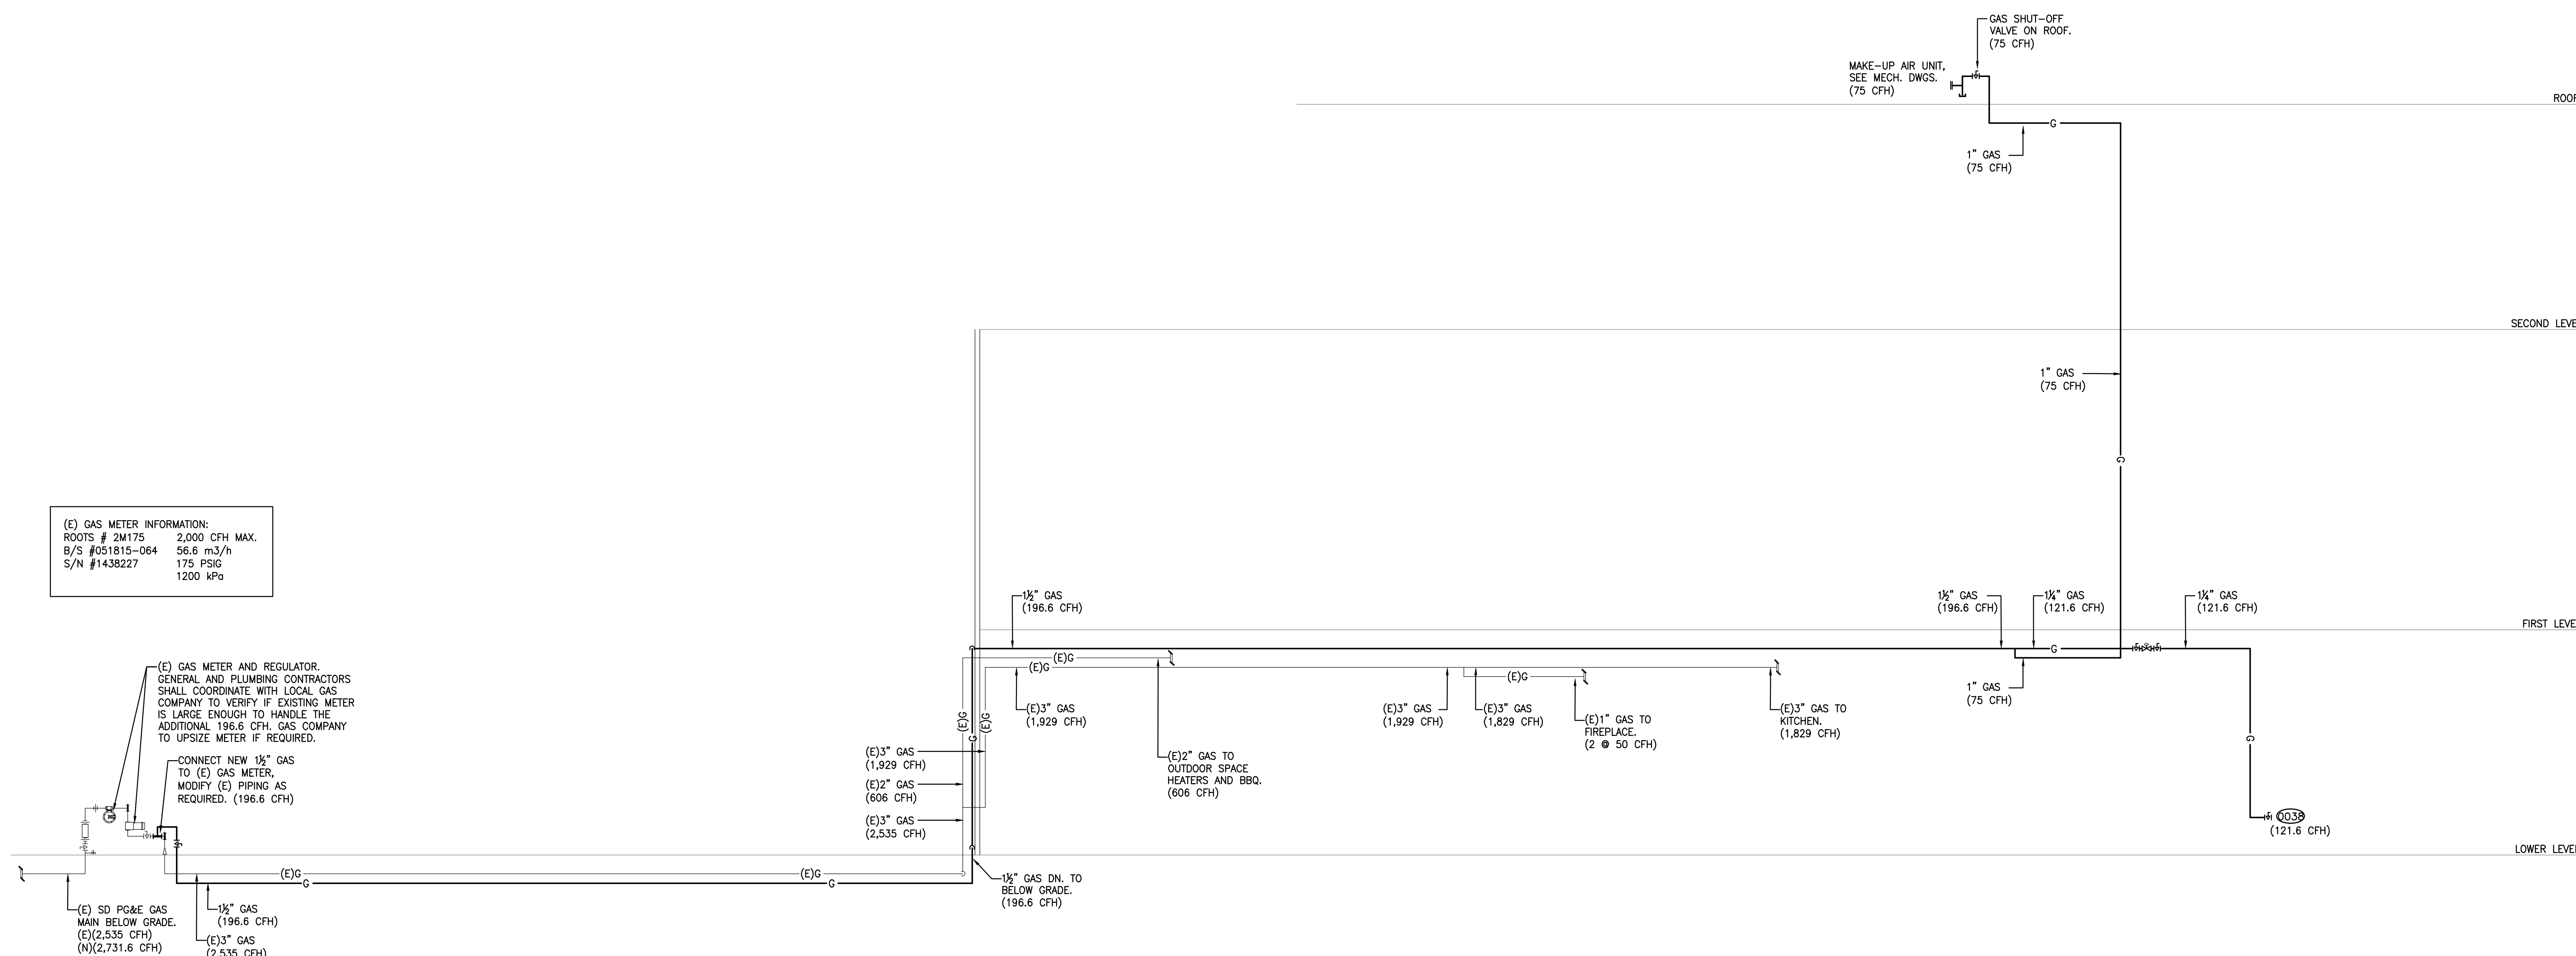 GAS SHUT-OFF
VALVE ON ROOF.
(75 CFH)
MAKE-UP AIR UNIT,
SEE MECH. DWGS.
(75 CFH)
ROOF
G
1" GAS
(75 CFH)
SECOND LEVE
1" GAS
(75 CFH)
G
(E) GAS METER INFORMATION:
ROOTS # 2M175 2,000 CFH MAX.
B/S #051815-064 56.6 m3/h
S/N #1438227 175 PSIG
1200 kPa
1½" GAS
(196.6 CFH)
1½" GAS
(196.6 CFH)
1¼" GAS
(121.6 CFH)
1¼" GAS
(121.6 CFH)
FIRST LEVE
G
(E)G
(E)G
(E)G
1" GAS
(75 CFH)
(E) GAS METER AND REGULATOR.
GENERAL AND PLUMBING CONTRACTORS
SHALL COORDINATE WITH LOCAL GAS
COMPANY TO VERIFY IF EXISTING METER
IS LARGE ENOUGH TO HANDLE THE
ADDITIONAL 196.6 CFH. GAS COMPANY
TO UPSIZE METER IF REQUIRED.
(E)G
G
(E)G
(E)3" GAS
(1,929 CFH)
(E)3" GAS
(1,929 CFH)
(E)3" GAS
(1,829 CFH)
(E)1" GAS TO
FIREPLACE.
(2 @ 50 CFH)
(E)3" GAS TO
KITCHEN.
(1,829 CFH)
G
(E)3" GAS
(1,929 CFH)
(E)2" GAS
(606 CFH)
(E)3" GAS
(2,535 CFH)
(E)2" GAS TO
OUTDOOR SPACE
HEATERS AND BBQ.
(606 CFH)
CONNECT NEW 1½" GAS
TO (E) GAS METER,
MODIFY (E) PIPING AS
REQUIRED. (196.6 CFH)
0038
(121.6 CFH)
LOWER LEVEL
(E)G
G
(E)G
G
1½" GAS DN. TO
BELOW GRADE.
(196.6 CFH)
(E) SD PG&E GAS
MAIN BELOW GRADE.
(E)(2,535 CFH)
(N)(2,731.6 CFH)
1½" GAS
(196.6 CFH)
(E)3" GAS
(2,535 CFH)